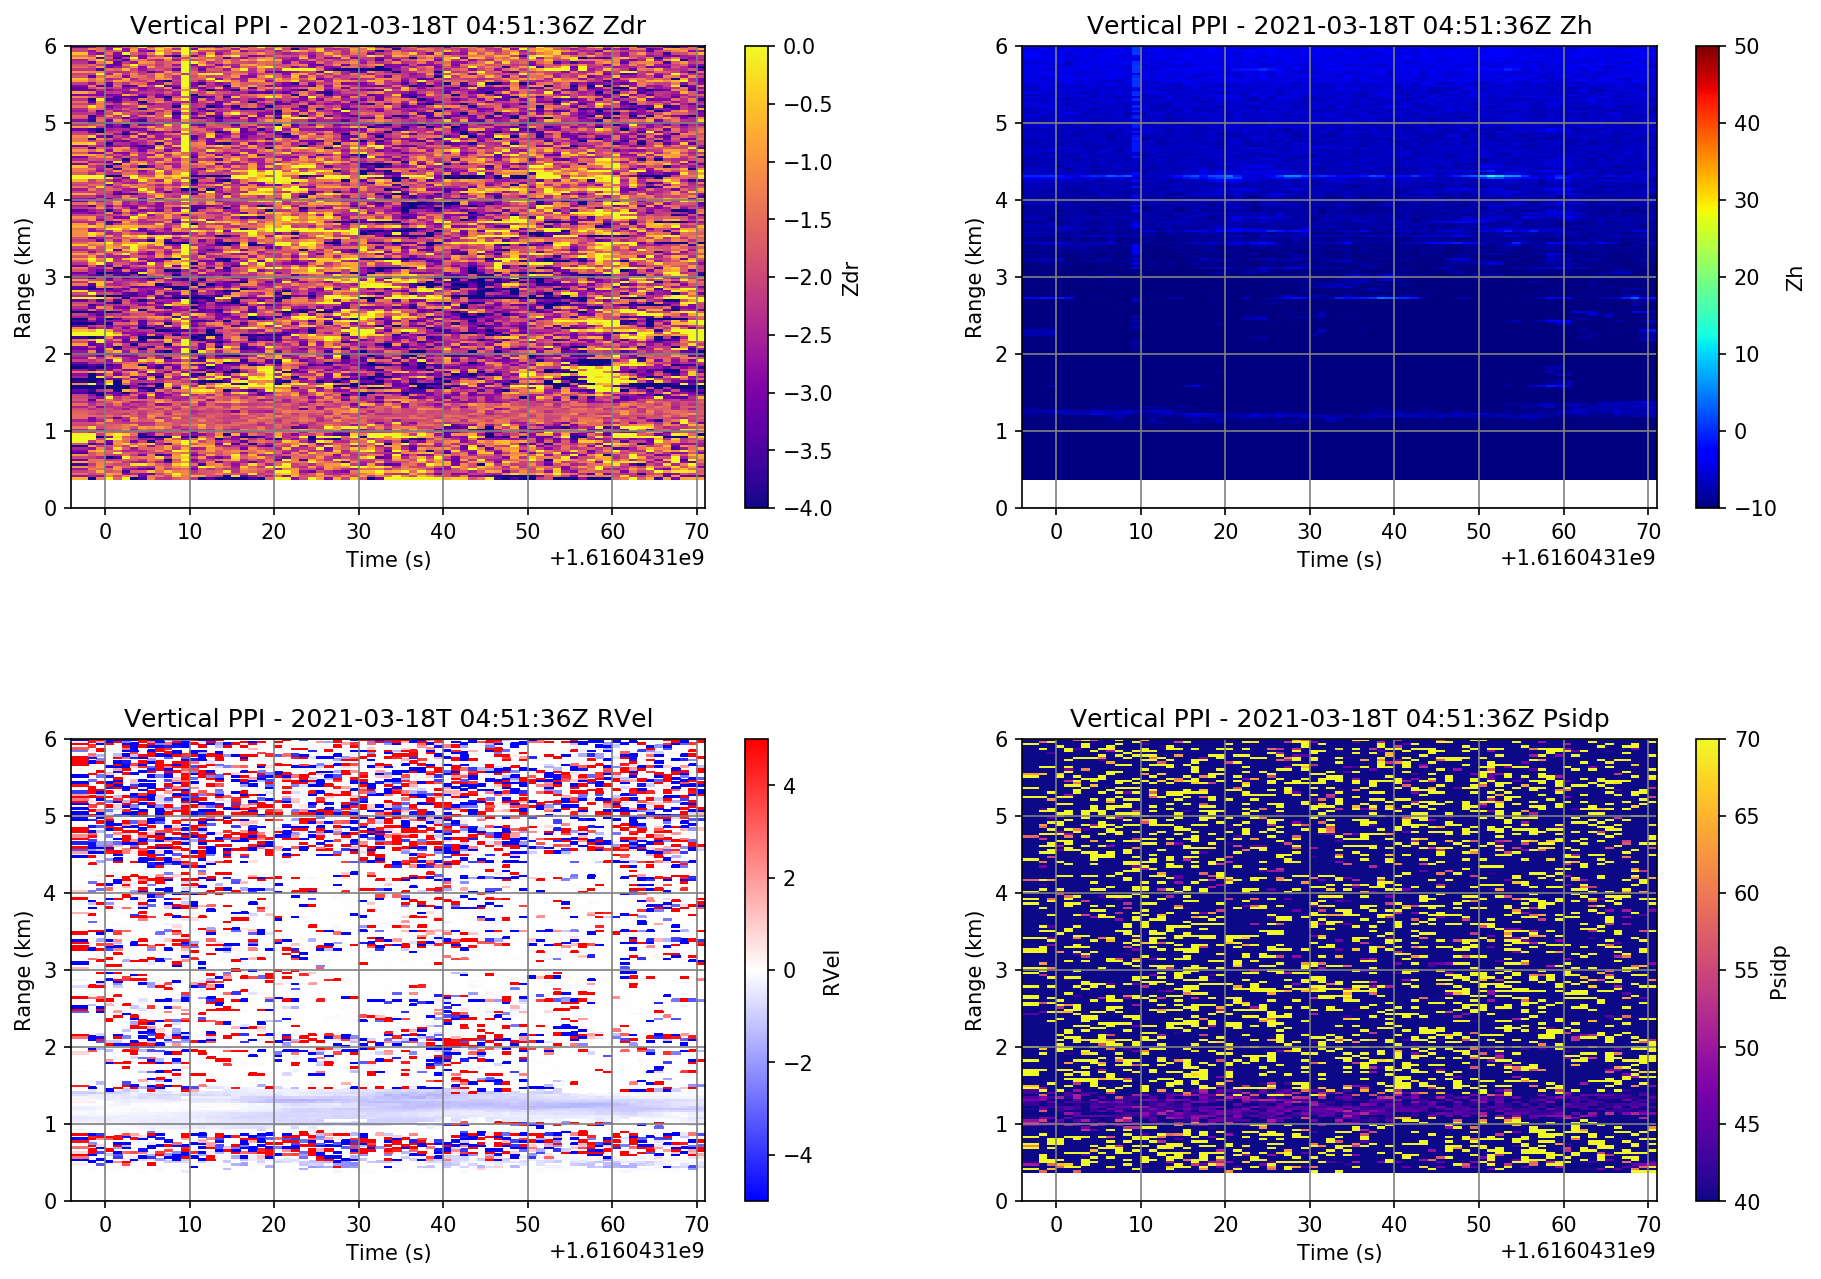 Vertical PPI - 2021-03-18T 04:51:36Z Zdr
6
5
4
3
2
1
0
Range (km)
0 10 20 30 40 50 60 70
Time (s)
+1.6160431e9
0.0
−0.5
−1.0
−1.5
−2.0
−2.5
−3.0
−3.5
−4.0
Zdr
Vertical PPI - 2021-03-18T 04:51:36Z Zh
6
5
4
3
2
1
0
Range (km)
0 10 20 30 40 50 60 70
Time (s)
+1.6160431e9
50
40
30
20
10
0
−10
Zh
Vertical PPI - 2021-03-18T 04:51:36Z RVel
6
5
4
3
2
1
0
Range (km)
0 10 20 30 40 50 60 70
Time (s)
+1.6160431e9
4
2
0
−2
−4
RVel
Vertical PPI - 2021-03-18T 04:51:36Z Psidp
6
5
4
3
2
1
0
Range (km)
0 10 20 30 40 50 60 70
Time (s)
+1.6160431e9
70
65
60
55
50
45
40
Psidp